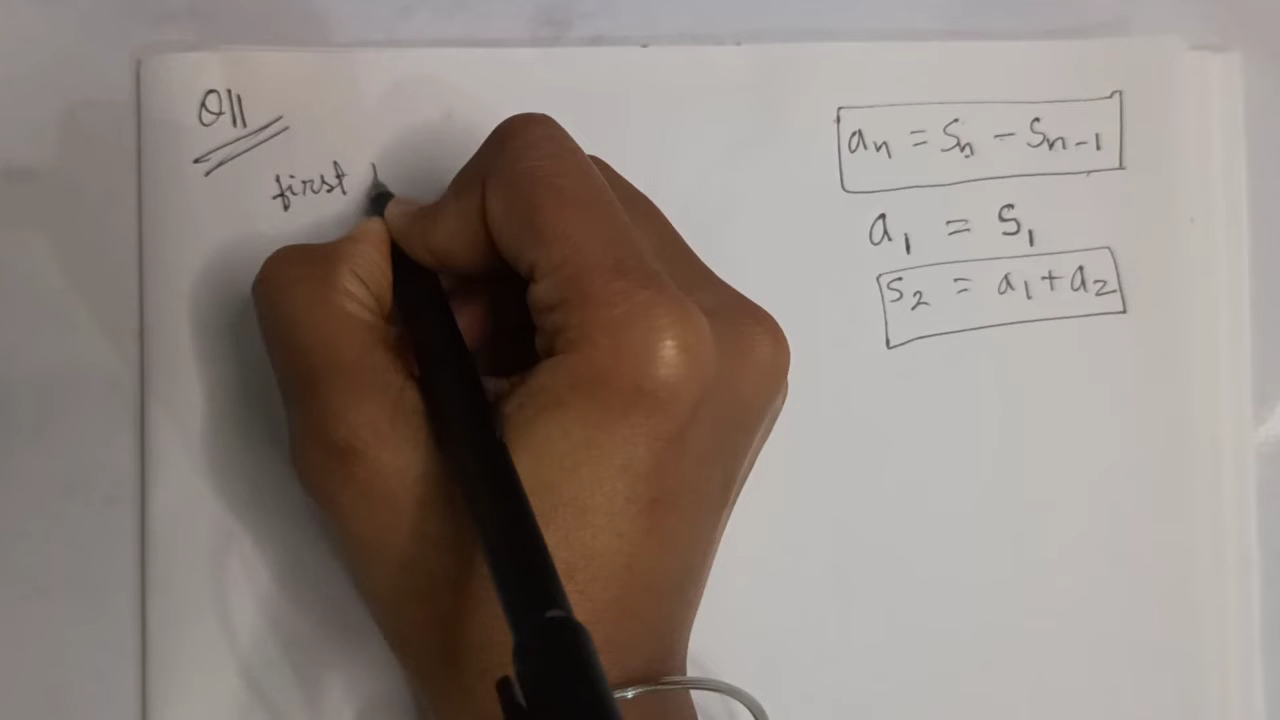 Q11
first
aₙ = Sₙ - Sₙ₋₁
a₁ = S₁
S₂ = a₁ + a₂